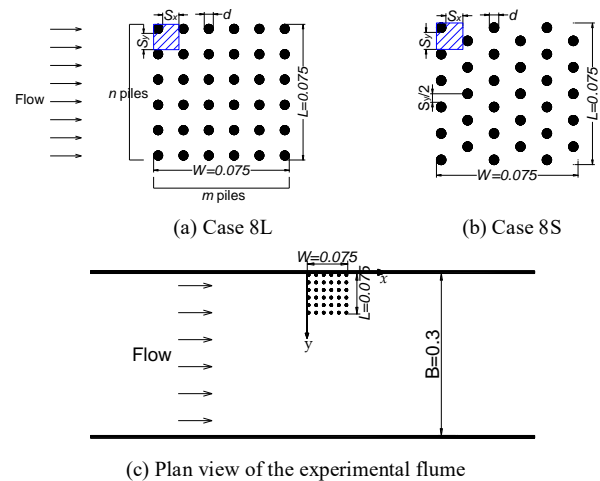 Sx
d
Sy
Flow
n piles
L=0.075
W=0.075
m piles
(a) Case 8L
Sx
d
Sy
Sy/2
L=0.075
W=0.075
(b) Case 8S
W=0.075
x
L=0.075
y
Flow
B=0.3
(c) Plan view of the experimental flume